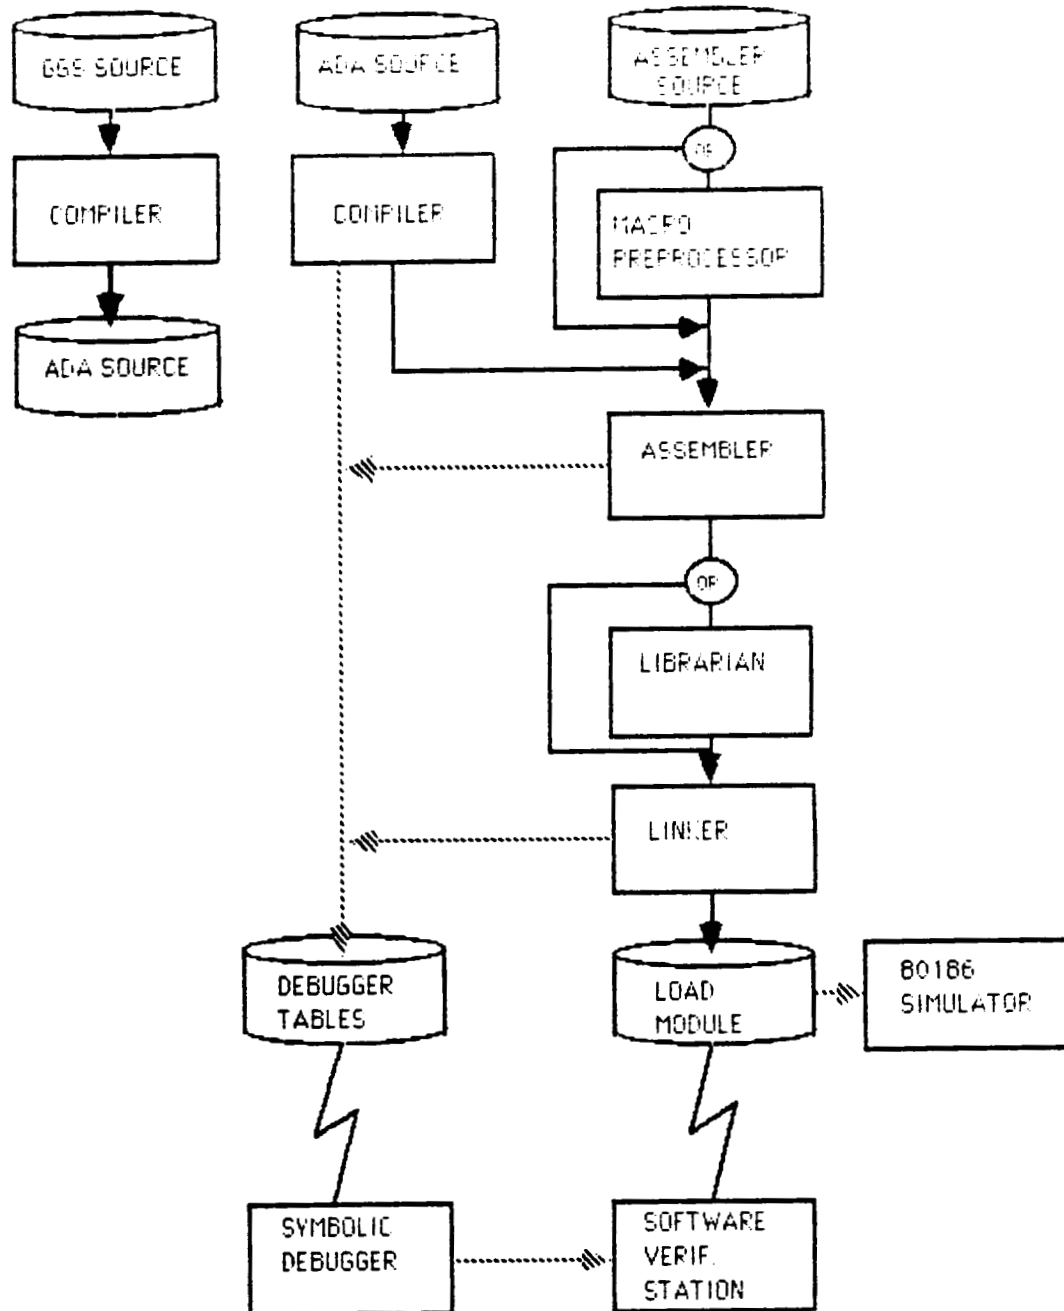 GGS SOURCE
ADA SOURCE
ASSEMBLER
SOURCE
OR
COMPILER
COMPILER
MACRO
PREPROCESSOR
ADA SOURCE
ASSEMBLER
OR
LIBRARIAN
LINKER
DEBUGGER
TABLES
LOAD
MODULE
80186
SIMULATOR
SYMBOLIC
DEBUGGER
SOFTWARE
VERIF.
STATION